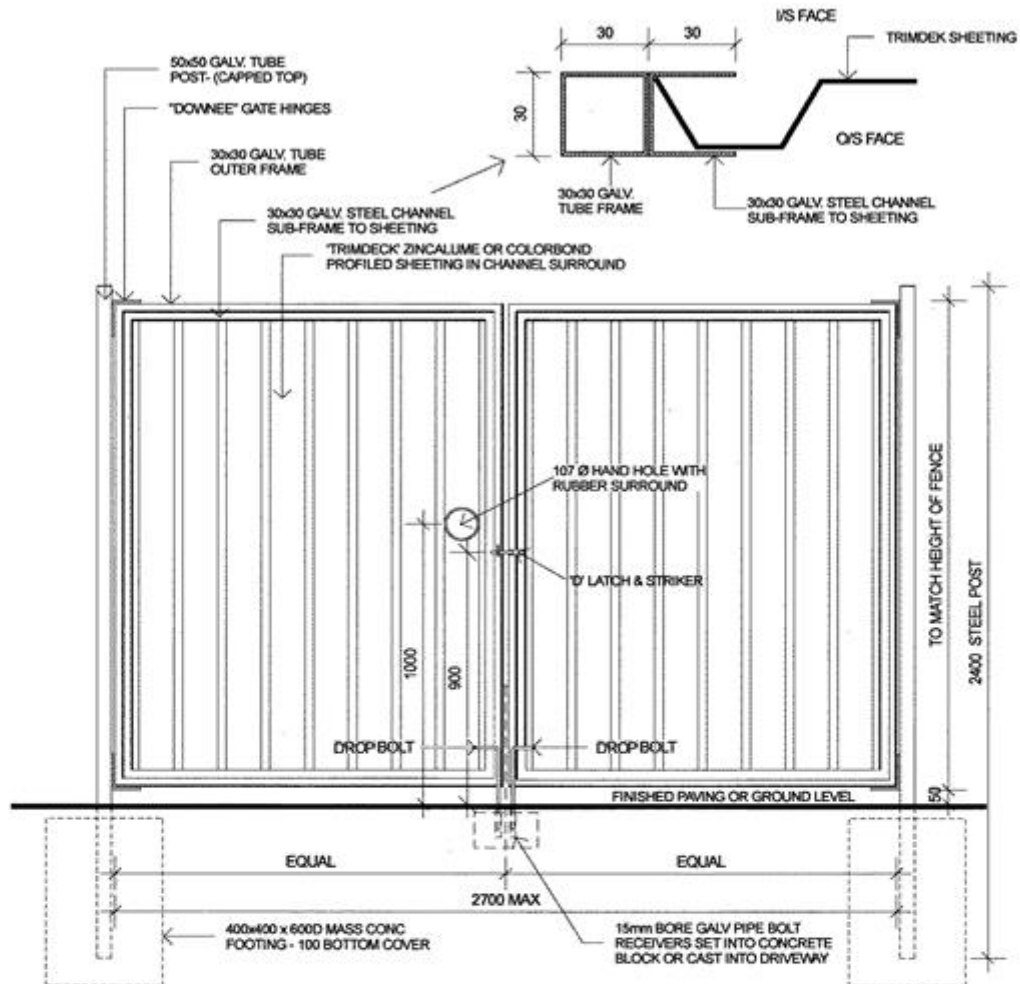 I/S FACE
30
30
TRIMDEK SHEETING
50x50 GALV. TUBE
POST- (CAPPED TOP)
"DOWNEE" GATE HINGES
30
O/S FACE
30x30 GALV. TUBE
OUTER FRAME
30x30 GALV.
TUBE FRAME
30x30 GALV. STEEL CHANNEL
SUB-FRAME TO SHEETING
30x30 GALV. STEEL CHANNEL
SUB-FRAME TO SHEETING
'TRIMDECK' ZINCALUME OR COLORBOND
PROFILED SHEETING IN CHANNEL SURROUND
107 Ø HAND HOLE WITH
RUBBER SURROUND
'D' LATCH & STRIKER
1000
900
TO MATCH HEIGHT OF FENCE
2400 STEEL POST
DROP BOLT
DROP BOLT
FINISHED PAVING OR GROUND LEVEL
50
EQUAL
EQUAL
2700 MAX
400x400 x 600D MASS CONC
FOOTING - 100 BOTTOM COVER
15mm BORE GALV PIPE BOLT
RECEIVERS SET INTO CONCRETE
BLOCK OR CAST INTO DRIVEWAY